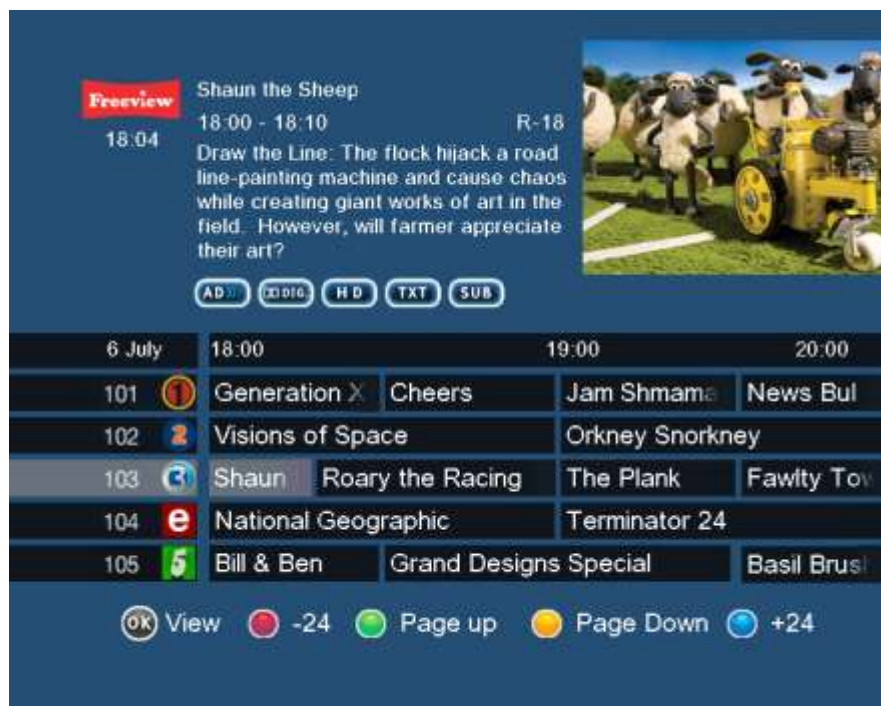 Freeview
18:04
Shaun the Sheep
18:00 - 18:10 R-18
Draw the Line: The flock hijack a road
line-painting machine and cause chaos
while creating giant works of art in the
field. However, will farmer appreciate
their art?
AD HD TXT SUB
6 July 18:00 19:00 20:00
101 1 Generation X Cheers Jam Shmama News Bul
102 2 Visions of Space Orkney Snorkney
103 3 Shaun Roary the Racing The Plank Fawlty Tow
104 e National Geographic Terminator 24
105 5 Bill & Ben Grand Designs Special Basil Brus
OK View -24 Page up Page Down +24